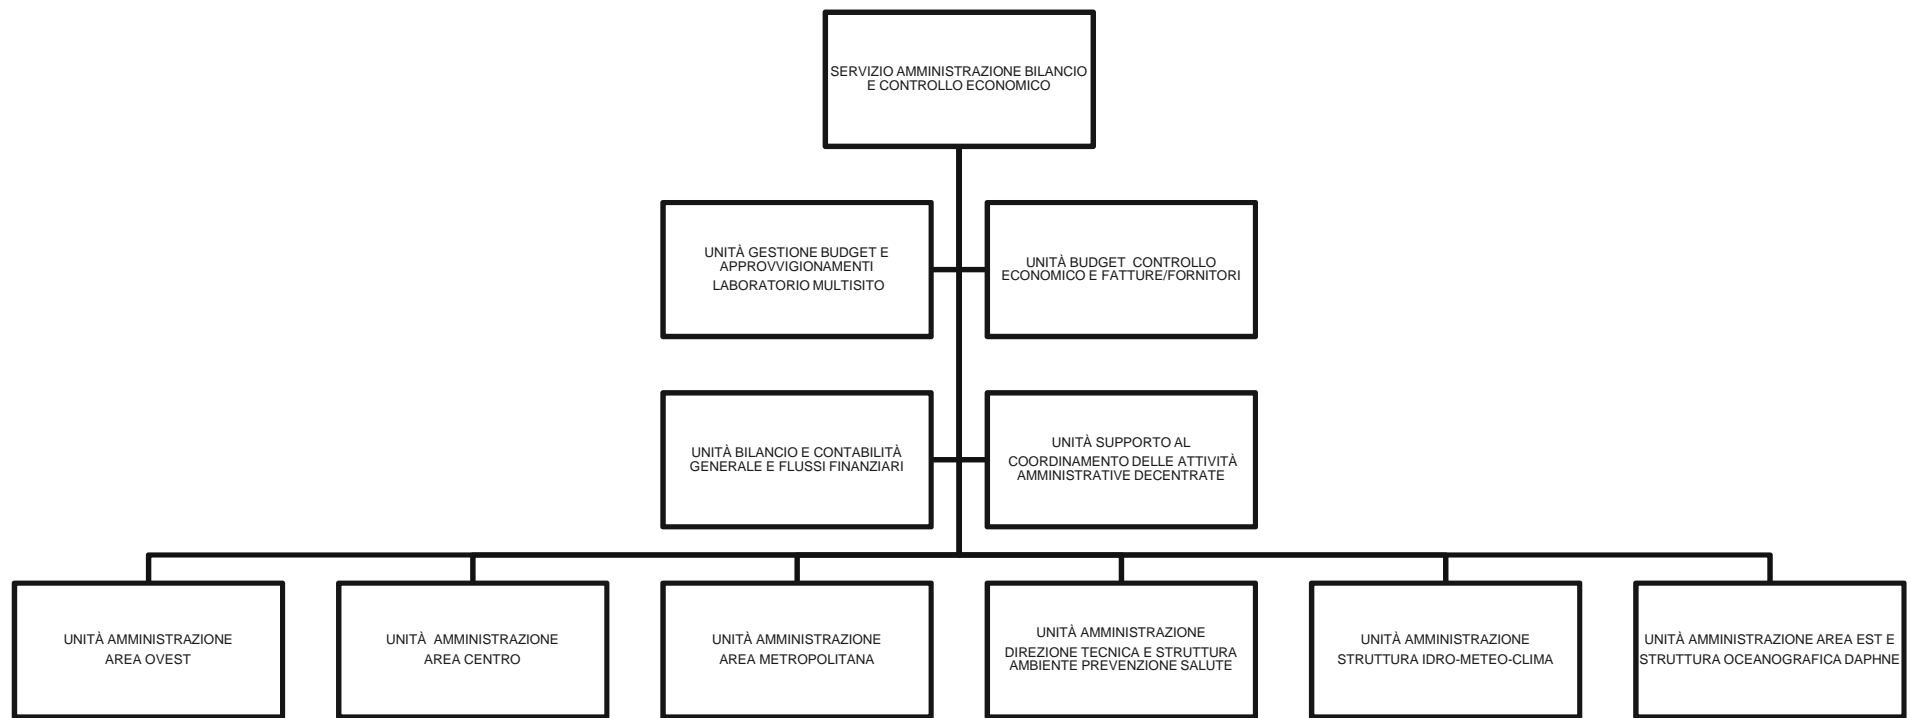 SERVIZIO AMMINISTRAZIONE BILANCIO
E CONTROLLO ECONOMICO
UNITÀ GESTIONE BUDGET E
APPROVVIGIONAMENTI
LABORATORIO MULTISITO
UNITÀ BUDGET  CONTROLLO
ECONOMICO E FATTURE/FORNITORI
UNITÀ BILANCIO E CONTABILITÀ
GENERALE E FLUSSI FINANZIARI
UNITÀ SUPPORTO AL
COORDINAMENTO DELLE ATTIVITÀ
AMMINISTRATIVE DECENTRATE
UNITÀ AMMINISTRAZIONE
AREA OVEST
UNITÀ  AMMINISTRAZIONE
AREA CENTRO
UNITÀ AMMINISTRAZIONE
AREA METROPOLITANA
UNITÀ AMMINISTRAZIONE
DIREZIONE TECNICA E STRUTTURA
AMBIENTE PREVENZIONE SALUTE
UNITÀ AMMINISTRAZIONE
STRUTTURA IDRO-METEO-CLIMA
UNITÀ AMMINISTRAZIONE AREA EST E
STRUTTURA OCEANOGRAFICA DAPHNE